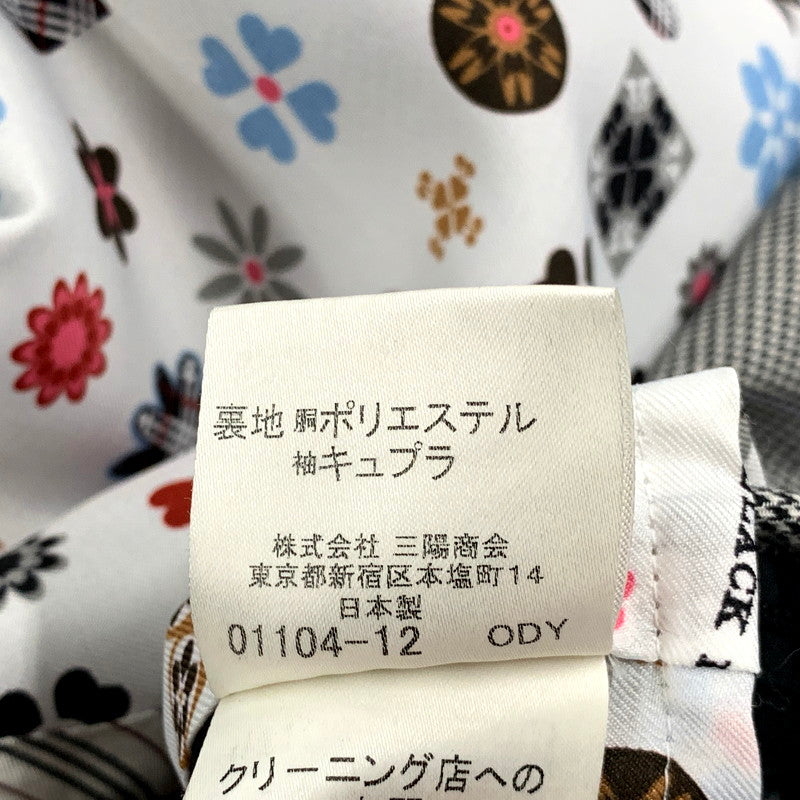 裏地 胴ポリエステル
袖キュプラ
株式会社 三陽商会
東京都新宿区本塩町14
日本製
01104-12 ODY
クリーニング店への
LACK